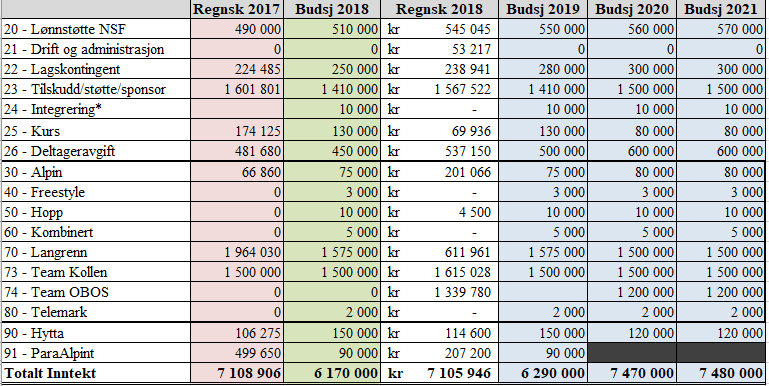 Regnsk 2017 Budsj 2018 Regnsk 2018 Budsj 2019 Budsj 2020 Budsj 2021
20 - Lønnstøtte NSF 490 000 510 000 kr 545 045 550 000 560 000 570 000
21 - Drift og administrasjon 0 0 kr 53 217 0 0 0
22 - Lagskontingent 224 485 250 000 kr 238 941 280 000 300 000 300 000
23 - Tilskudd/støtte/sponsor 1 601 801 1 410 000 kr 1 567 522 1 410 000 1 500 000 1 500 000
24 - Integrering* 10 000 kr - 10 000 10 000 10 000
25 - Kurs 174 125 130 000 kr 69 936 130 000 80 000 80 000
26 - Deltageravgift 481 680 450 000 kr 537 150 500 000 600 000 600 000
30 - Alpin 66 860 75 000 kr 201 066 75 000 80 000 80 000
40 - Freestyle 0 3 000 kr - 3 000 3 000 3 000
50 - Hopp 0 10 000 kr 4 500 10 000 10 000 10 000
60 - Kombinert 0 5 000 kr - 5 000 5 000 5 000
70 - Langrenn 1 964 030 1 575 000 kr 611 961 1 575 000 1 500 000 1 500 000
73 - Team Kollen 1 500 000 1 500 000 kr 1 615 028 1 500 000 1 500 000 1 500 000
74 - Team OBOS 0 0 kr 1 339 780 1 200 000 1 200 000
80 - Telemark 0 2 000 kr - 2 000 2 000 2 000
90 - Hytta 106 275 150 000 kr 114 600 150 000 120 000 120 000
91 - ParaAlpint 499 650 90 000 kr 207 200 90 000
Totalt Inntekt 7 108 906 6 170 000 kr 7 105 946 6 290 000 7 470 000 7 480 000